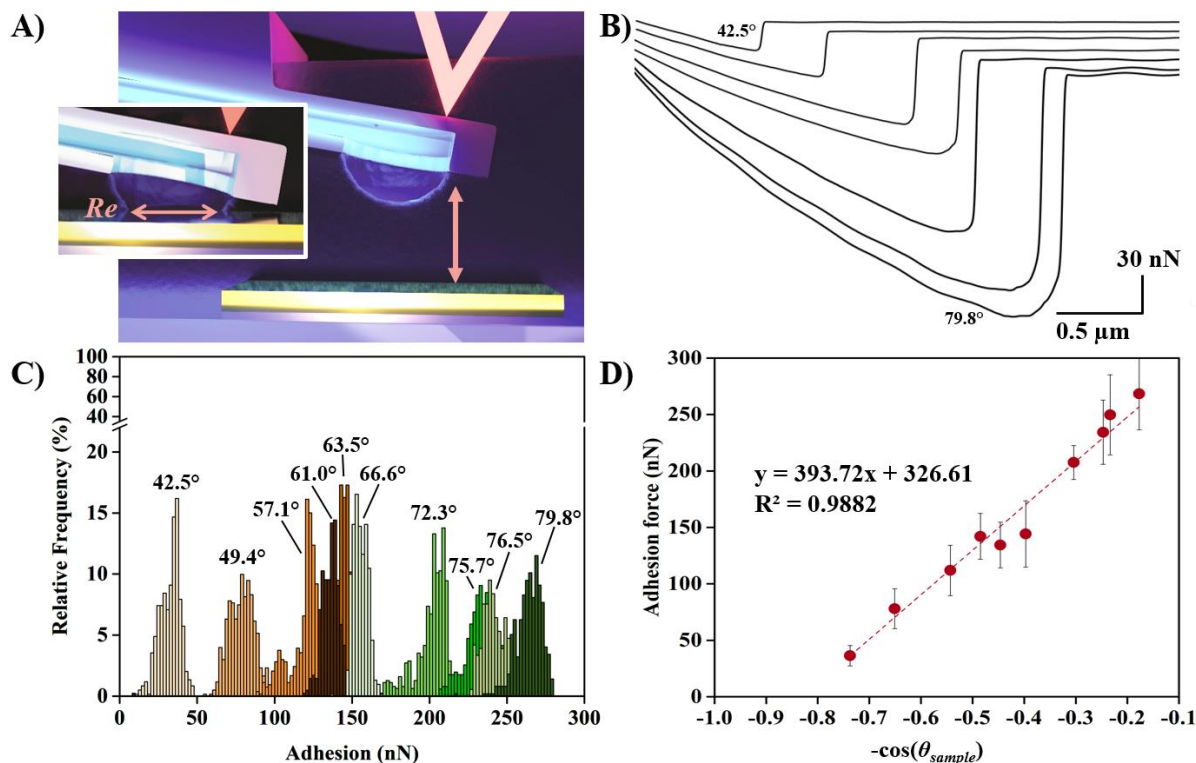 A)
Re
B)
42.5°
79.8°
30 nN
0.5 µm
C)
Relative Frequency (%)
100
80
60
40
20
15
10
5
0
42.5°
49.4°
57.1°
61.0°
63.5°
66.6°
72.3°
75.7°
76.5°
79.8°
0 50 100 150 200 250 300
Adhesion (nN)
D)
Adhesion force (nN)
300
250
200
150
100
50
0
y = 393.72x + 326.61
R² = 0.9882
-1.0 -0.9 -0.8 -0.7 -0.6 -0.5 -0.4 -0.3 -0.2 -0.1
-cos(θsample)